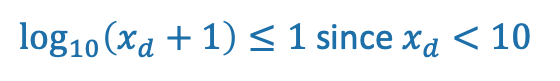 log₁₀(x_d + 1) ≤ 1 since x_d < 10